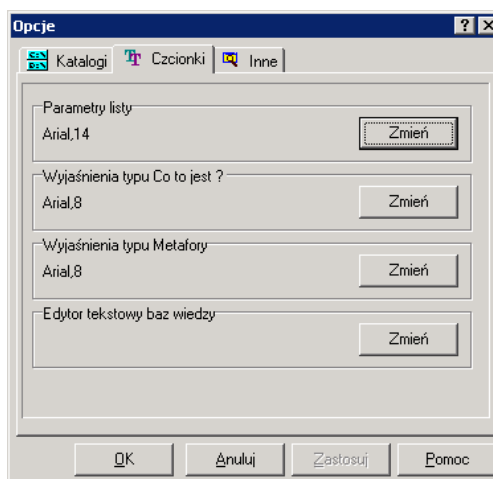 Opcje
Katalogi Czcionki Inne
Parametry listy
Arial,14 Zmień
Wyjaśnienia typu Co to jest ?
Arial,8 Zmień
Wyjaśnienia typu Metafory
Arial,8 Zmień
Edytor tekstowy baz wiedzy
Zmień
OK Anuluj Zastosuj Pomoc